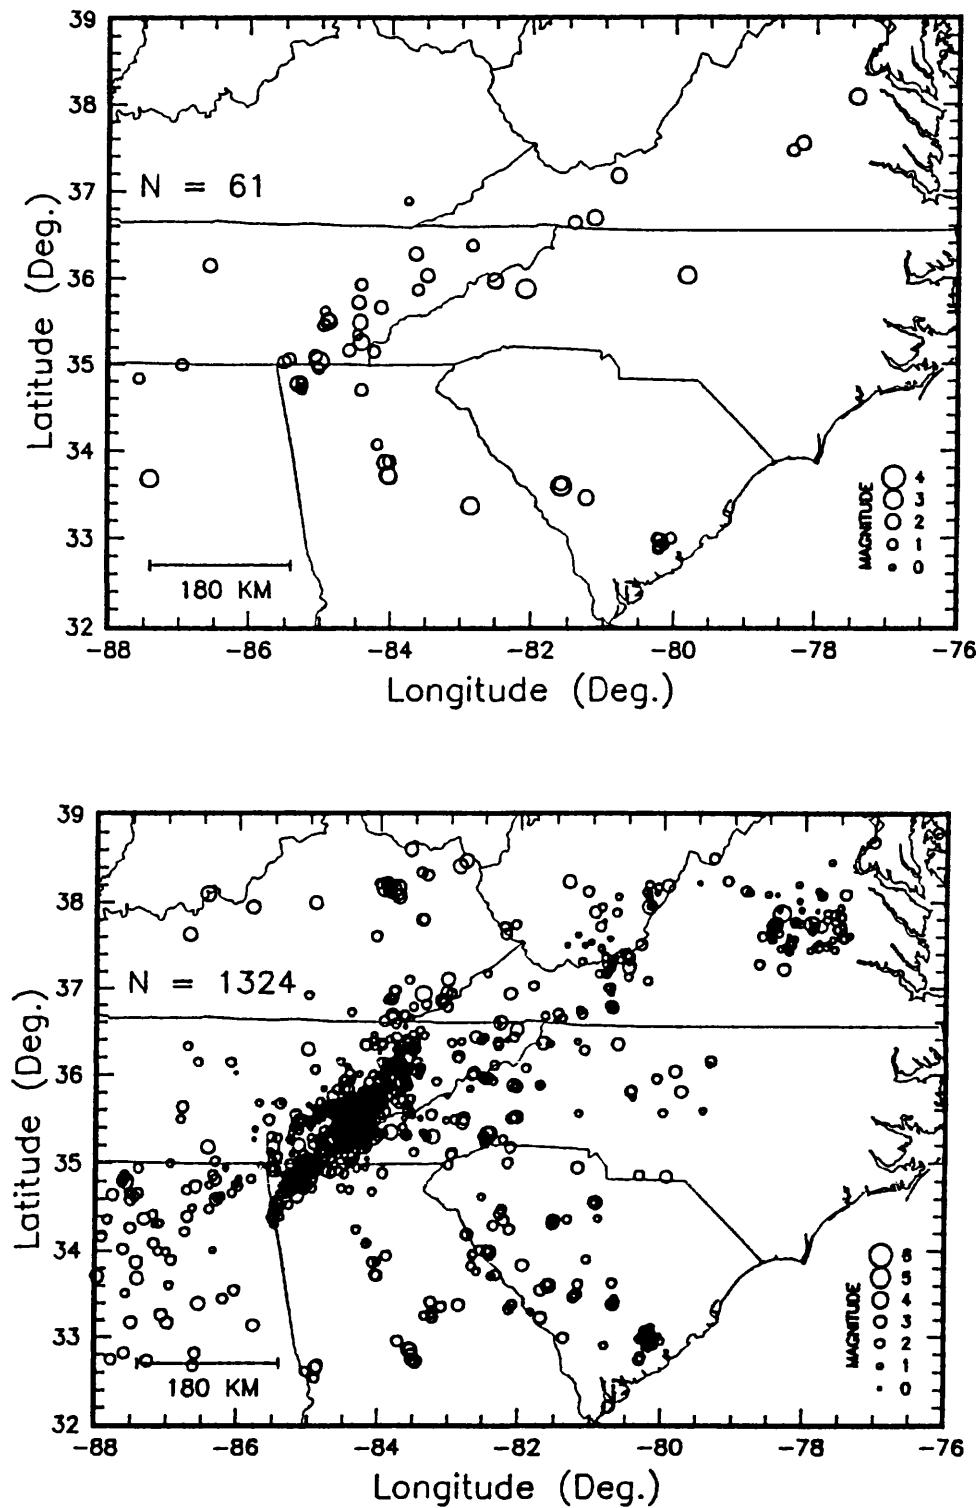 39
38
37
36
35
34
33
32
Latitude (Deg.)
N = 61
180 KM
MAGNITUDE
4
3
2
1
0
-88 -86 -84 -82 -80 -78 -76
Longitude (Deg.)
39
38
37
36
35
34
33
32
Latitude (Deg.)
N = 1324
180 KM
MAGNITUDE
6
5
4
3
2
1
0
-88 -86 -84 -82 -80 -78 -76
Longitude (Deg.)